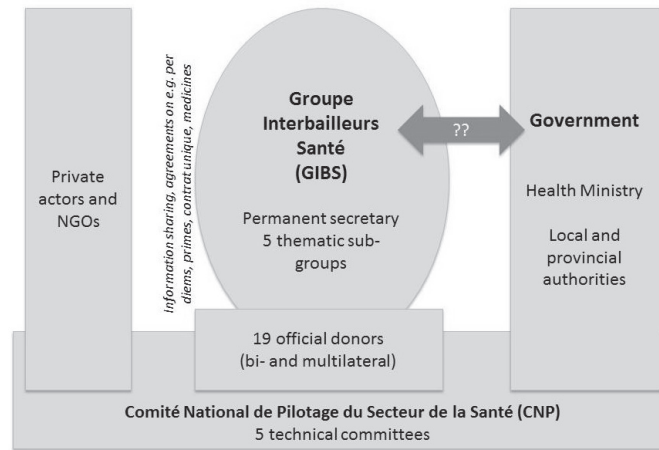 Private
actors and
NGOs
Information sharing, agreements on e.g. per
diems, primes, contrat unique, medicines
Groupe
Interbailleurs
Santé
(GIBS)
Permanent secretary
5 thematic sub-
groups
??
Government
Health Ministry
Local and
provincial
authorities
19 official donors
(bi- and multilateral)
Comité National de Pilotage du Secteur de la Santé (CNP)
5 technical committees